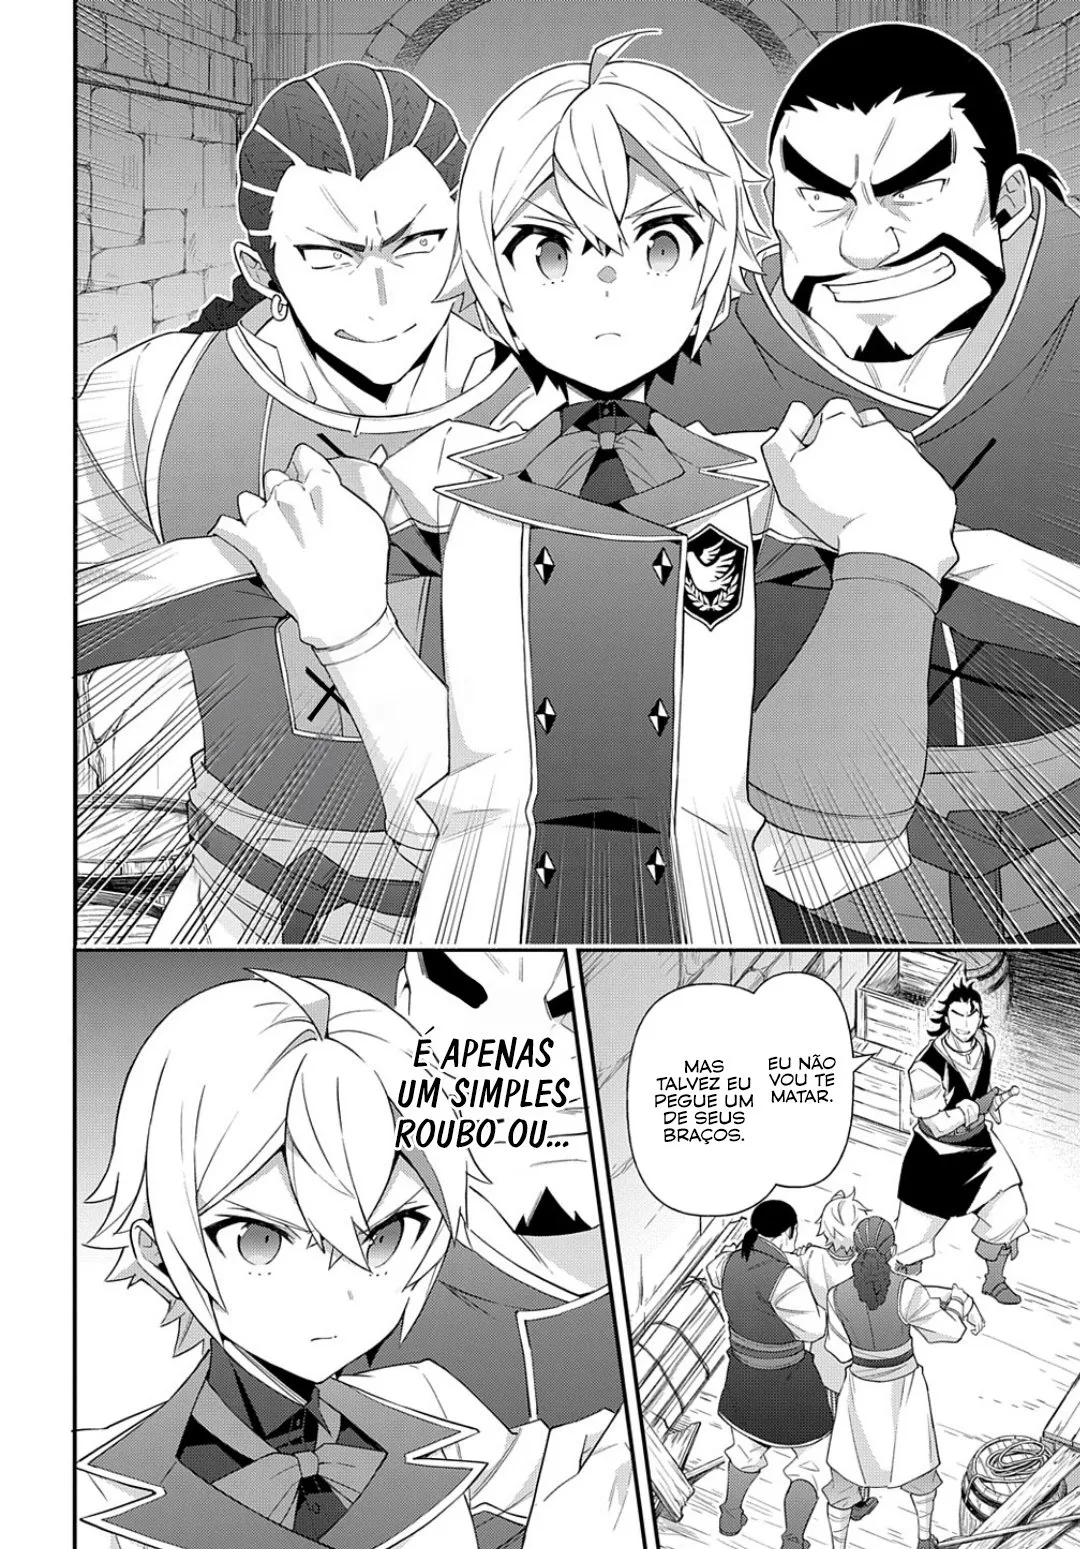 EU NÃO
VOU TE
MATAR.
MAS
TALVEZ EU
PEGUE UM
DE SEUS
BRAÇOS.
É APENAS
UM SIMPLES
ROUBO OU...